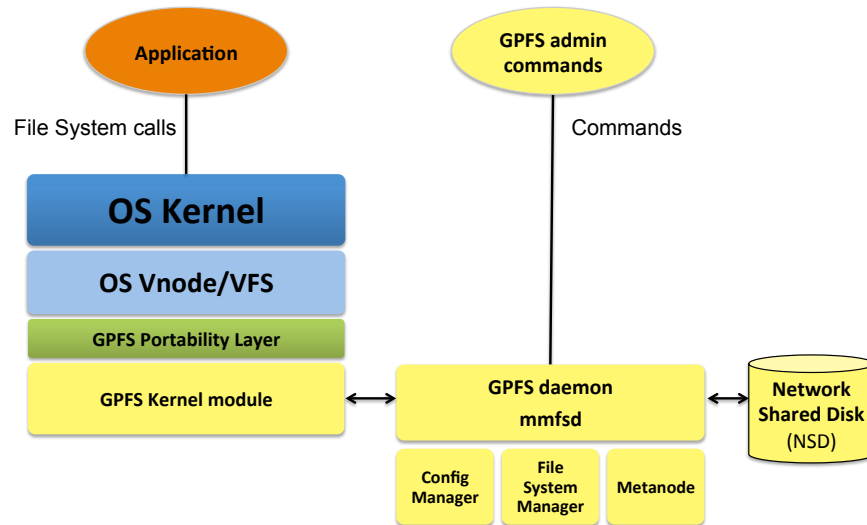 Application
GPFS admin
commands
File System calls
Commands
OS Kernel
OS Vnode/VFS
GPFS Portability Layer
GPFS Kernel module
GPFS daemon
mmfsd
Network
Shared Disk
(NSD)
Config
Manager
File
System
Manager
Metanode